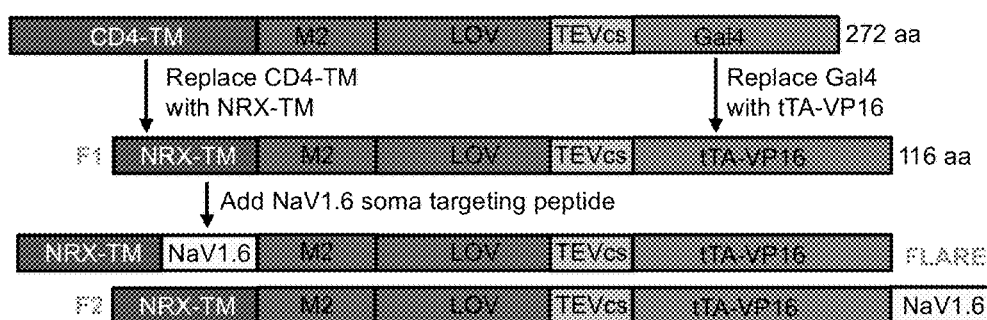 CD4-TM M2 LOV TEVcs Gal4 272 aa
Replace CD4-TM with NRX-TM
Replace Gal4 with tTA-VP16
F1 NRX-TM M2 LOV TEVcs tTA-VP16 116 aa
Add NaV1.6 soma targeting peptide
NRX-TM NaV1.6 M2 LOV TEVcs tTA-VP16 FLARE
F2 NRX-TM M2 LOV TEVcs tTA-VP16 NaV1.6